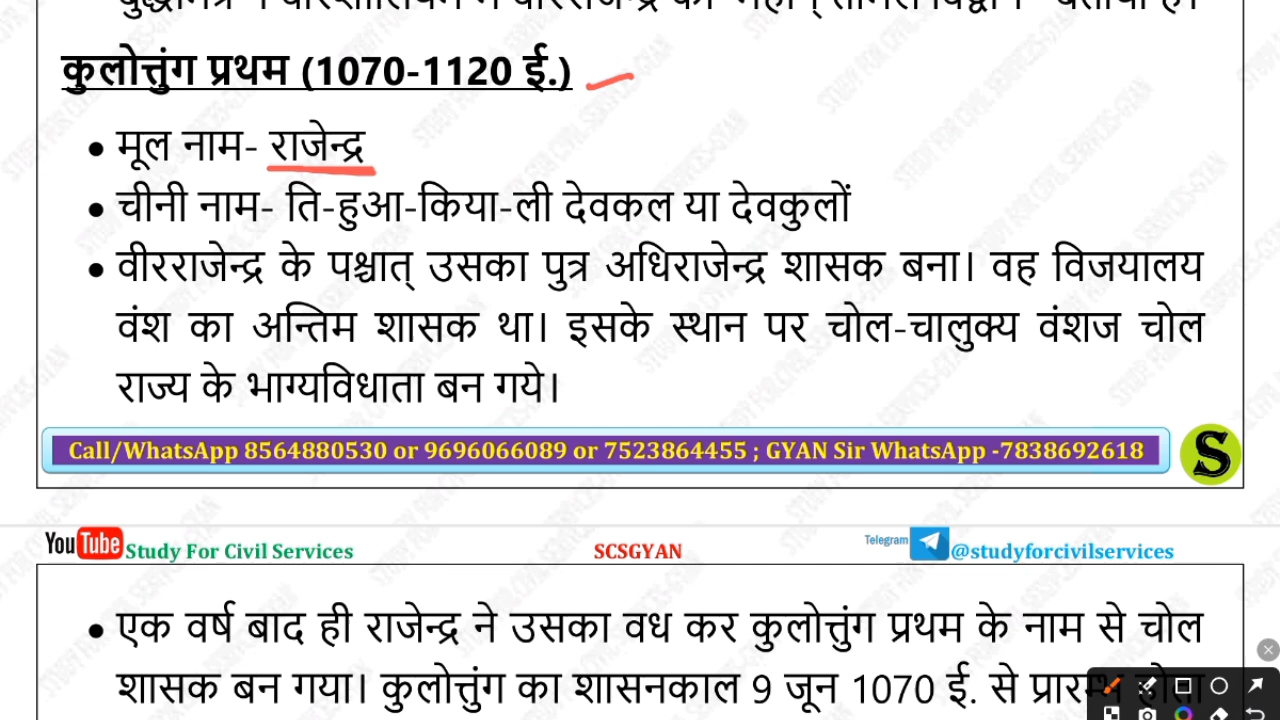 कुलोत्तुंग प्रथम (1070-1120 ई.)
• मूल नाम- राजेन्द्र
• चीनी नाम- ति-हुआ-किया-ली देवकल या देवकुलों
• वीरराजेन्द्र के पश्चात् उसका पुत्र अधिराजेन्द्र शासक बना। वह विजयालय
वंश का अन्तिम शासक था। इसके स्थान पर चोल-चालुक्य वंशज चोल
राज्य के भाग्यविधाता बन गये।
Call/WhatsApp 8564880530 or 9696066089 or 7523864455 ; GYAN Sir WhatsApp -7838692618
S
YouTube Study For Civil Services SCSGYAN Telegram @studyforcivilservices
• एक वर्ष बाद ही राजेन्द्र ने उसका वध कर कुलोत्तुंग प्रथम के नाम से चोल
शासक बन गया। कुलोत्तुंग का शासनकाल 9 जून 1070 ई. से प्रारम्भ होता